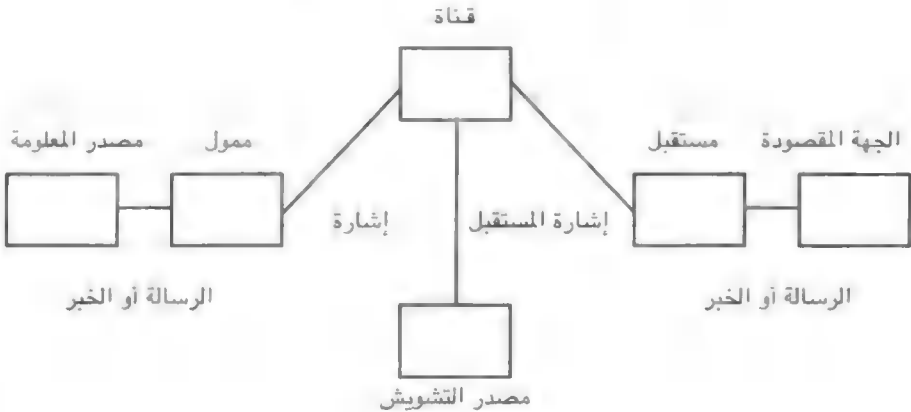 قناة
الجهة المقصودة
مستقبل
ممول
مصدر المعلومة
إشارة المستقبل
إشارة
الرسالة أو الخبر
الرسالة أو الخبر
مصدر التشويش